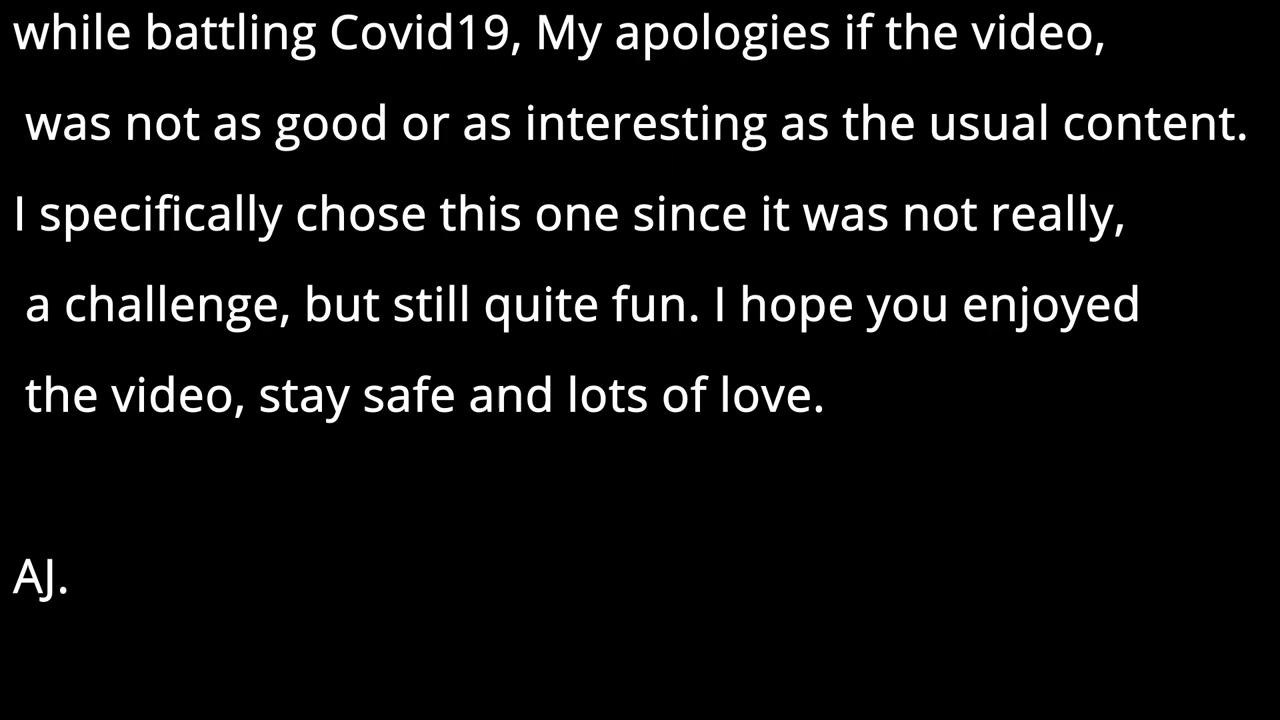 while battling Covid19, My apologies if the video,
was not as good or as interesting as the usual content.
I specifically chose this one since it was not really,
a challenge, but still quite fun. I hope you enjoyed
the video, stay safe and lots of love.
AJ.